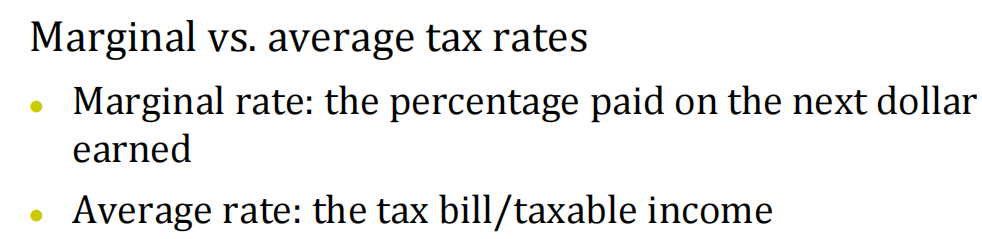 Marginal vs. average tax rates
• Marginal rate: the percentage paid on the next dollar
earned
• Average rate: the tax bill/taxable income